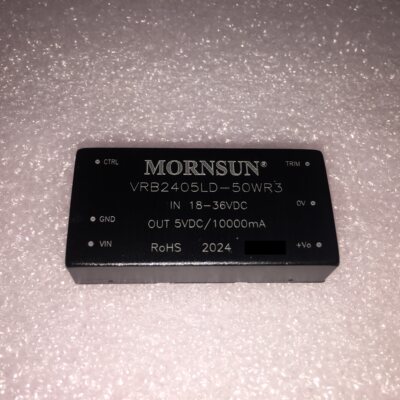 CTRL MORNSUN® TRIM
VRB2405LD-50WR3
IN 18-36VDC 0V
GND OUT 5VDC/10000mA
VIN RoHS 2024 +Vo